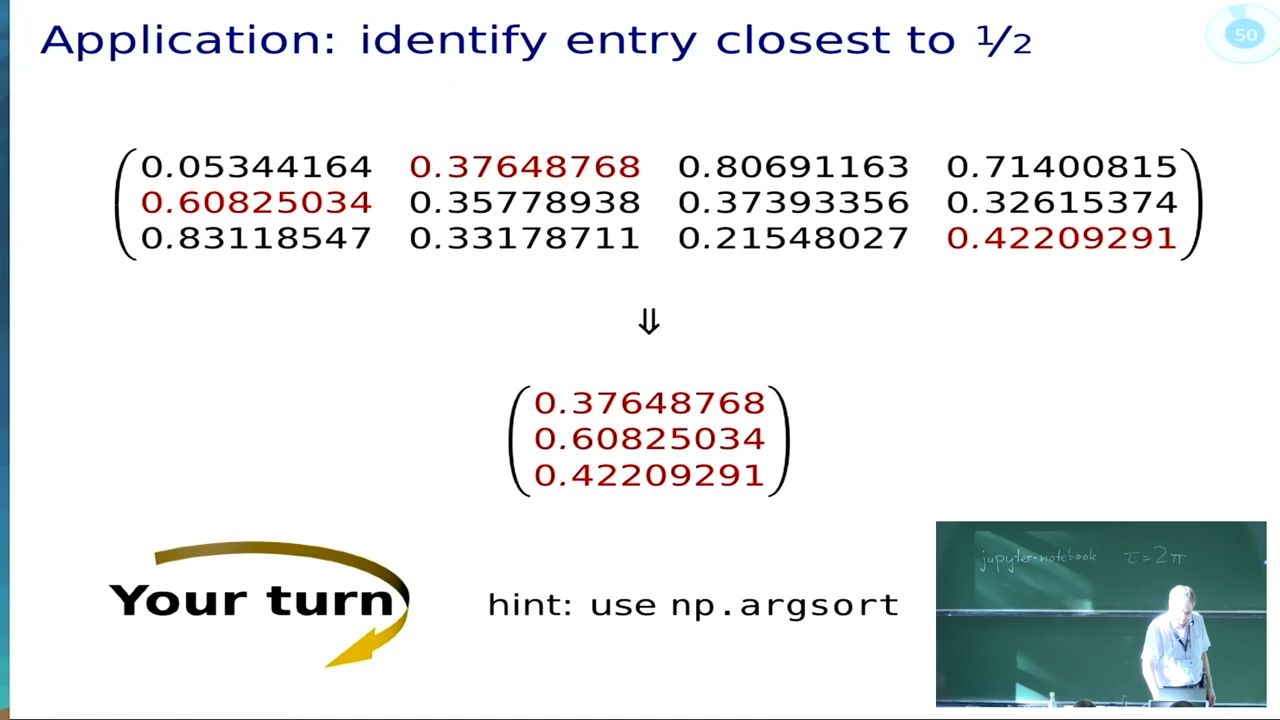 Application: identify entry closest to ½
50
0.05344164 0.37648768 0.80691163 0.71400815
0.60825034 0.35778938 0.37393356 0.32615374
0.83118547 0.33178711 0.21548027 0.42209291
⇓
0.37648768
0.60825034
0.42209291
Your turn
hint: use np.argsort
jupyter-notebook τ=2π